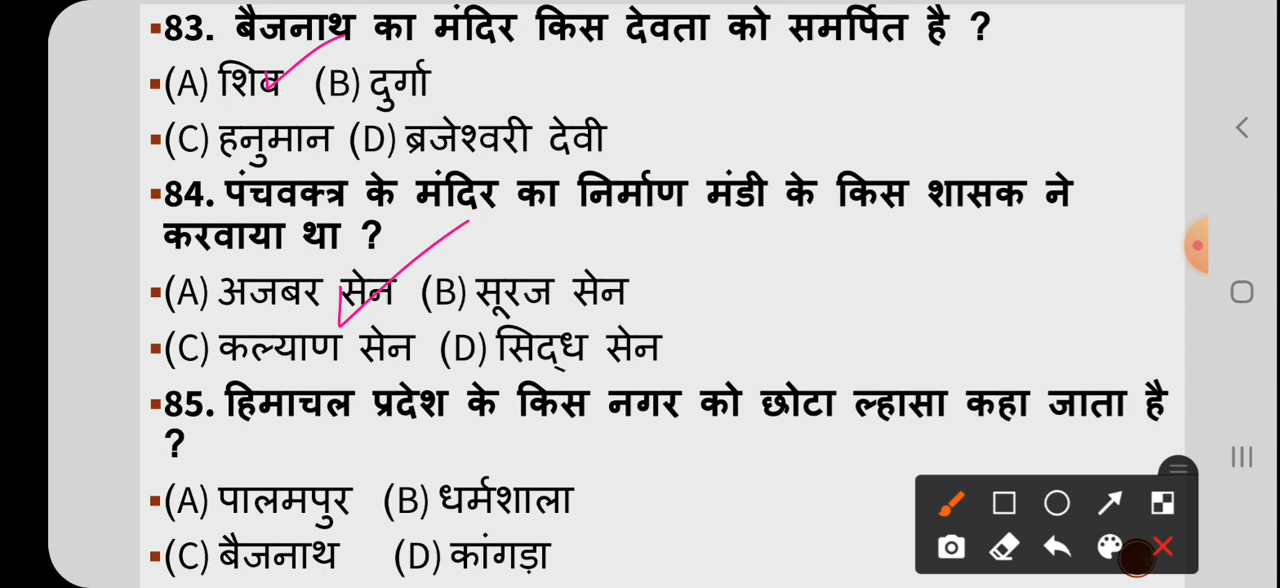 ▪83. बैजनाथ का मंदिर किस देवता को समर्पित है ?
▪(A) शिव (B) दुर्गा
▪(C) हनुमान (D) ब्रजेश्वरी देवी
▪84. पंचवक्त्र के मंदिर का निर्माण मंडी के किस शासक ने
करवाया था ?
▪(A) अजबर सेन (B) सूरज सेन
▪(C) कल्याण सेन (D) सिद्ध सेन
▪85. हिमाचल प्रदेश के किस नगर को छोटा ल्हासा कहा जाता है
?
▪(A) पालमपुर (B) धर्मशाला
▪(C) बैजनाथ (D) कांगड़ा